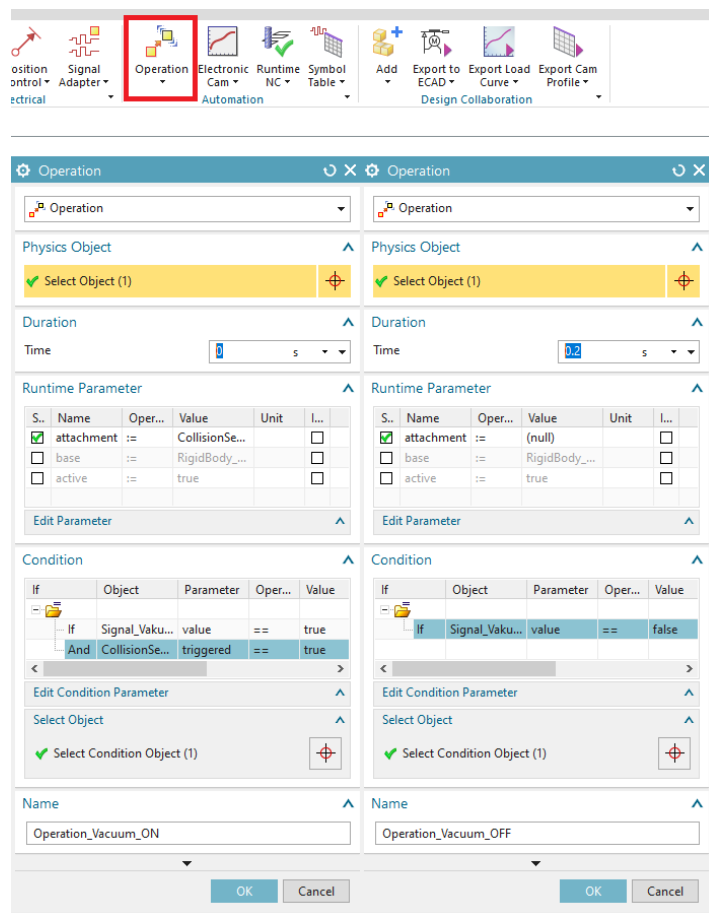 osition Signal Operation Electronic Runtime Symbol Add Export to Export Load Export Cam
ontrol Adapter Cam NC Table ECAD Curve Profile
ectrical Automation Design Collaboration
Operation
Operation
Physics Object
Select Object (1)
Duration
Time 0 s
Runtime Parameter
S.. Name Oper... Value Unit I...
attachment := CollisionSe...
base := RigidBody_...
active := true
Edit Parameter
Condition
If Object Parameter Oper... Value
If Signal_Vaku... value == true
And CollisionSe... triggered == true
< >
Edit Condition Parameter
Select Object
Select Condition Object (1)
Name
Operation_Vacuum_ON
OK Cancel
Operation
Operation
Physics Object
Select Object (1)
Duration
Time 0.2 s
Runtime Parameter
S.. Name Oper... Value Unit I...
attachment := (null)
base := RigidBody_...
active := true
Edit Parameter
Condition
If Object Parameter Oper... Value
If Signal_Vaku... value == false
< >
Edit Condition Parameter
Select Object
Select Condition Object (1)
Name
Operation_Vacuum_OFF
OK Cancel